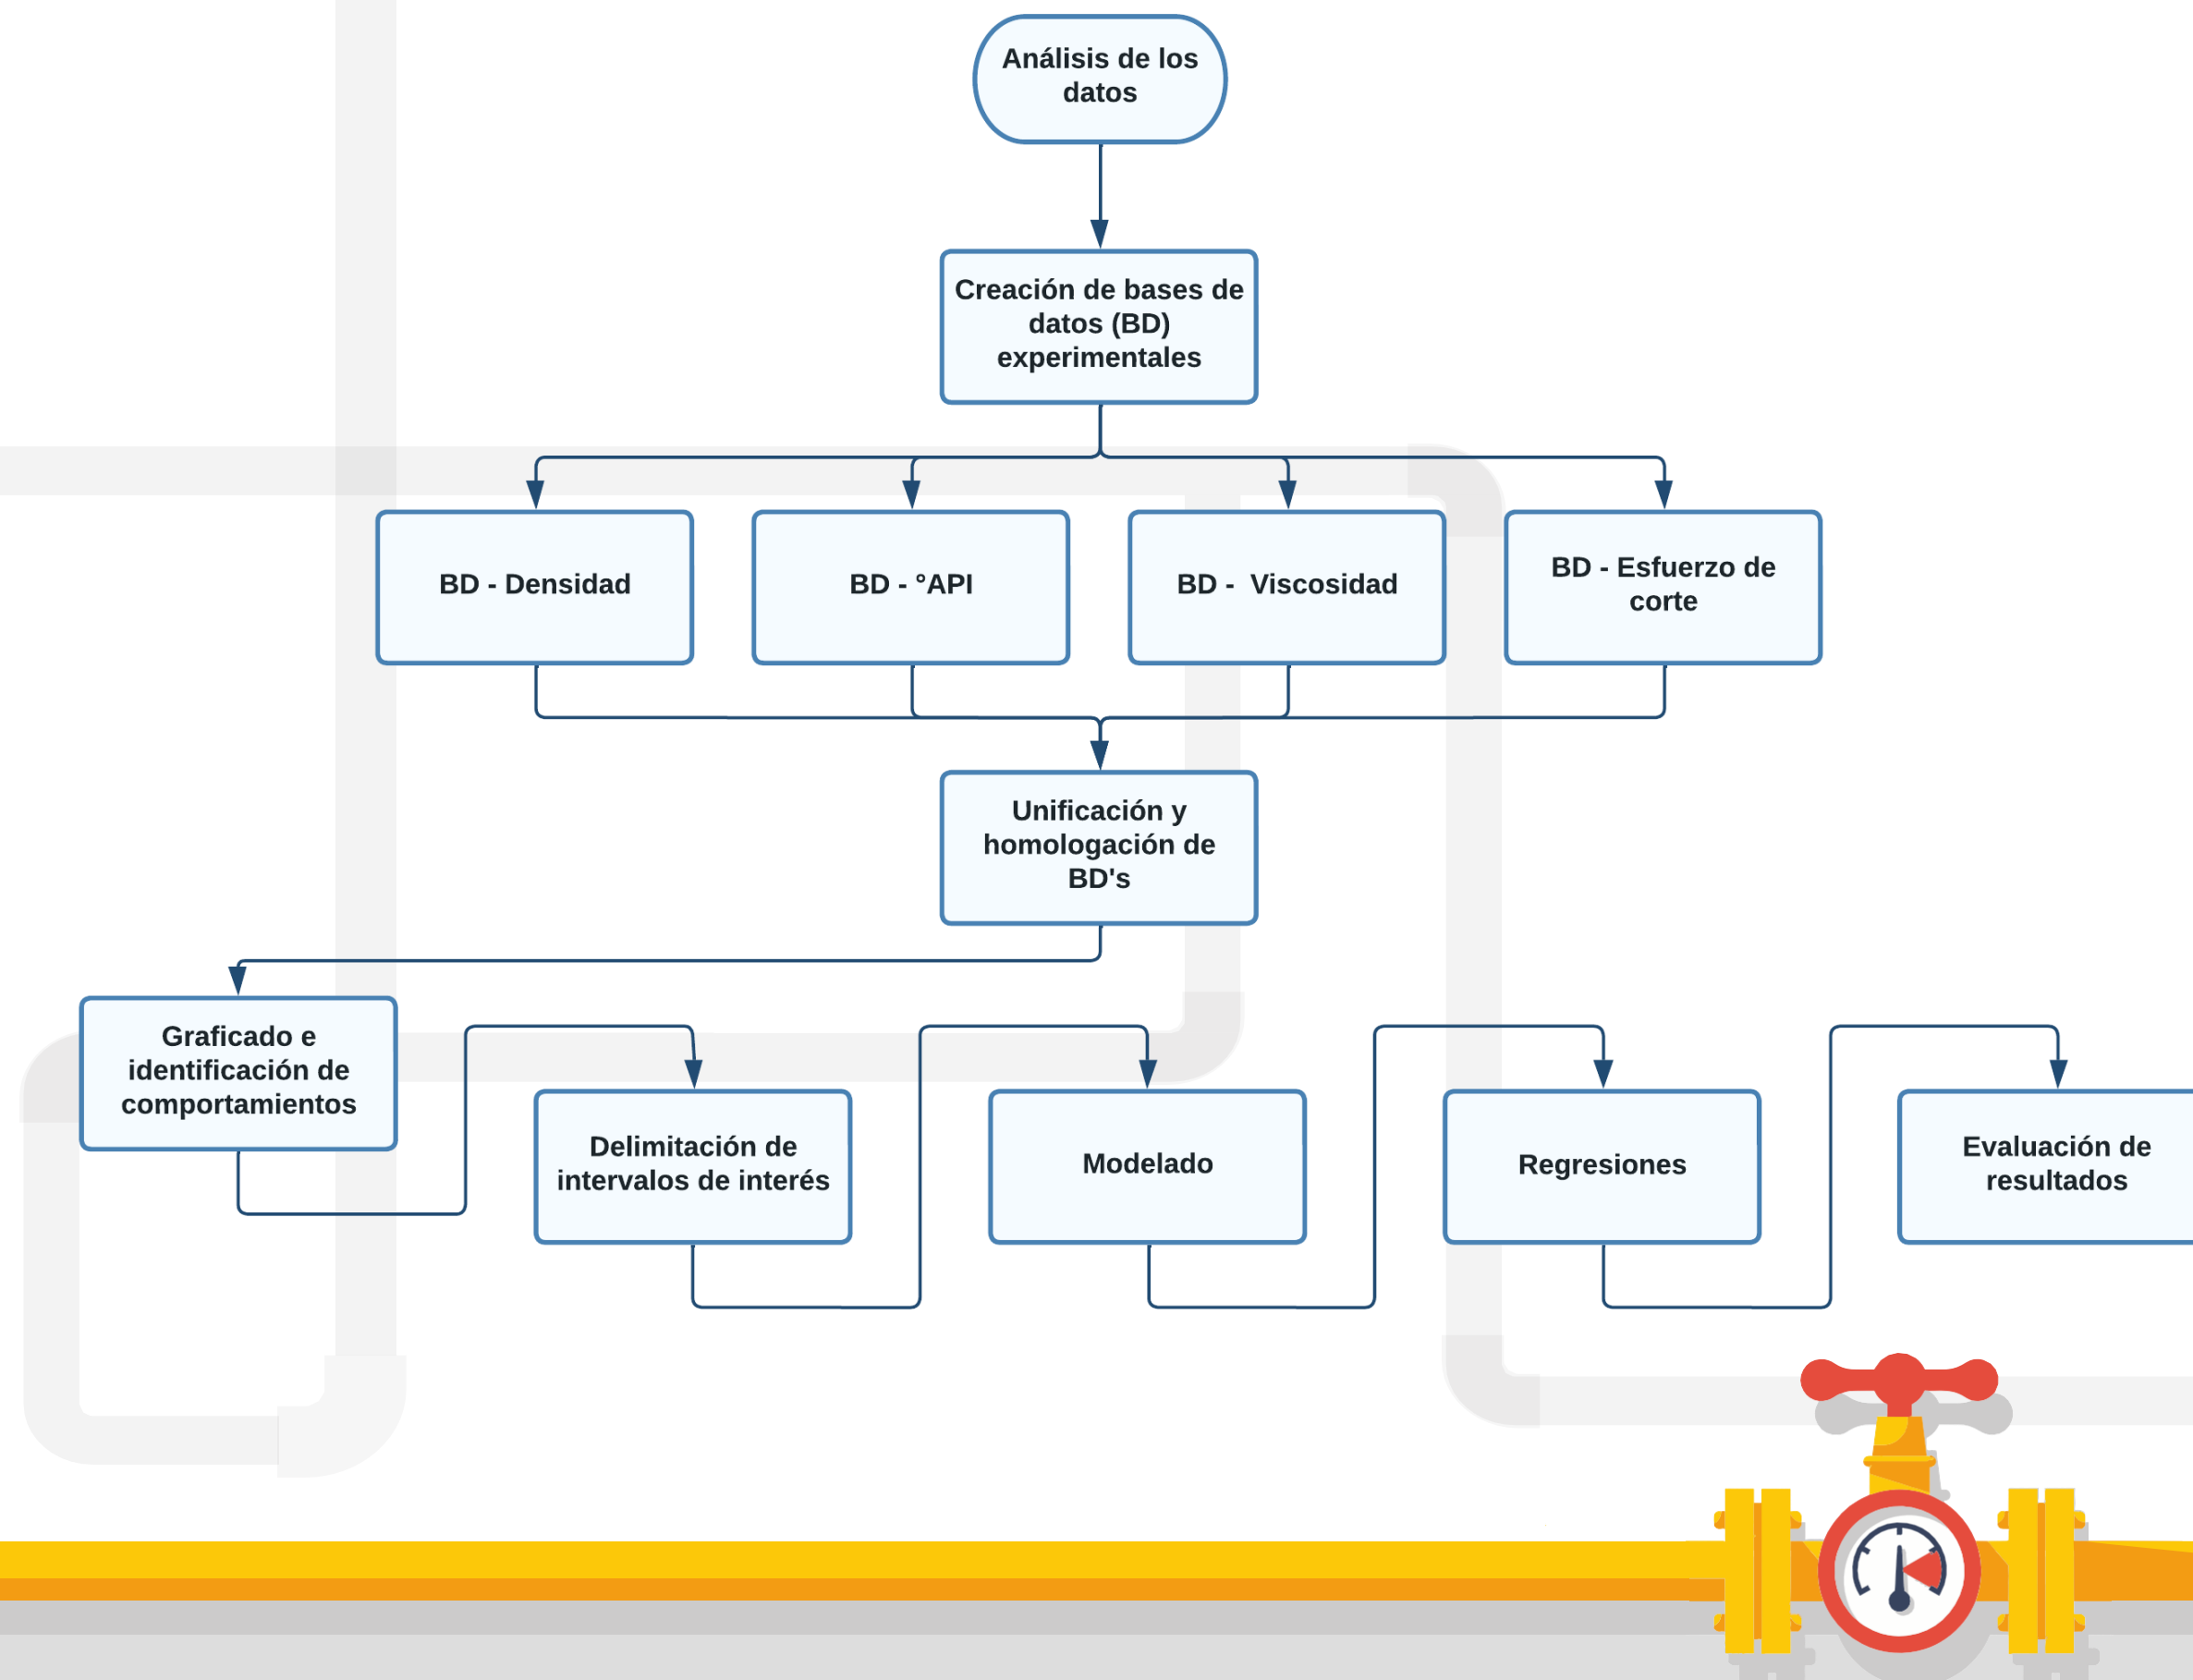 Análisis de los
datos
Creación de bases de
datos (BD)
experimentales
BD - Densidad
BD - °API
BD -  Viscosidad
BD - Esfuerzo de
corte
Unificación y
homologación de
BD's
Graficado e
identificación de
comportamientos
Delimitación de
intervalos de interés
Modelado
Regresiones
Evaluación de
resultados